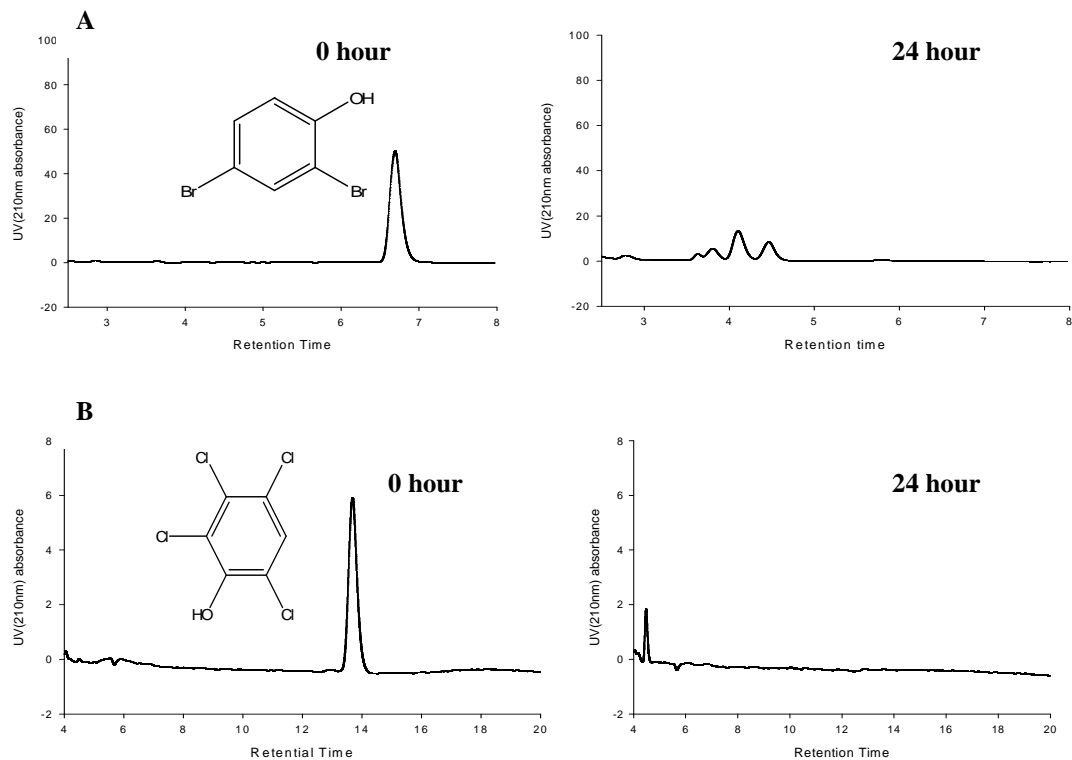 A
0 hour
100
80
60
40
20
0
-20
UV(210nm absorbance)
OH
Br
Br
3
4
5
6
7
8
Retention Time
24 hour
100
80
60
40
20
0
-20
UV(210nm absorbance)
3
4
5
6
7
8
Retention time
B
0 hour
8
6
4
2
0
-2
UV(210nm) absorbance
Cl
Cl
Cl
HO
Cl
4
6
8
10
12
14
16
18
20
Retential Time
24 hour
8
6
4
2
0
-2
UV(210nm) absorbance
4
6
8
10
12
14
16
18
20
Retention Time